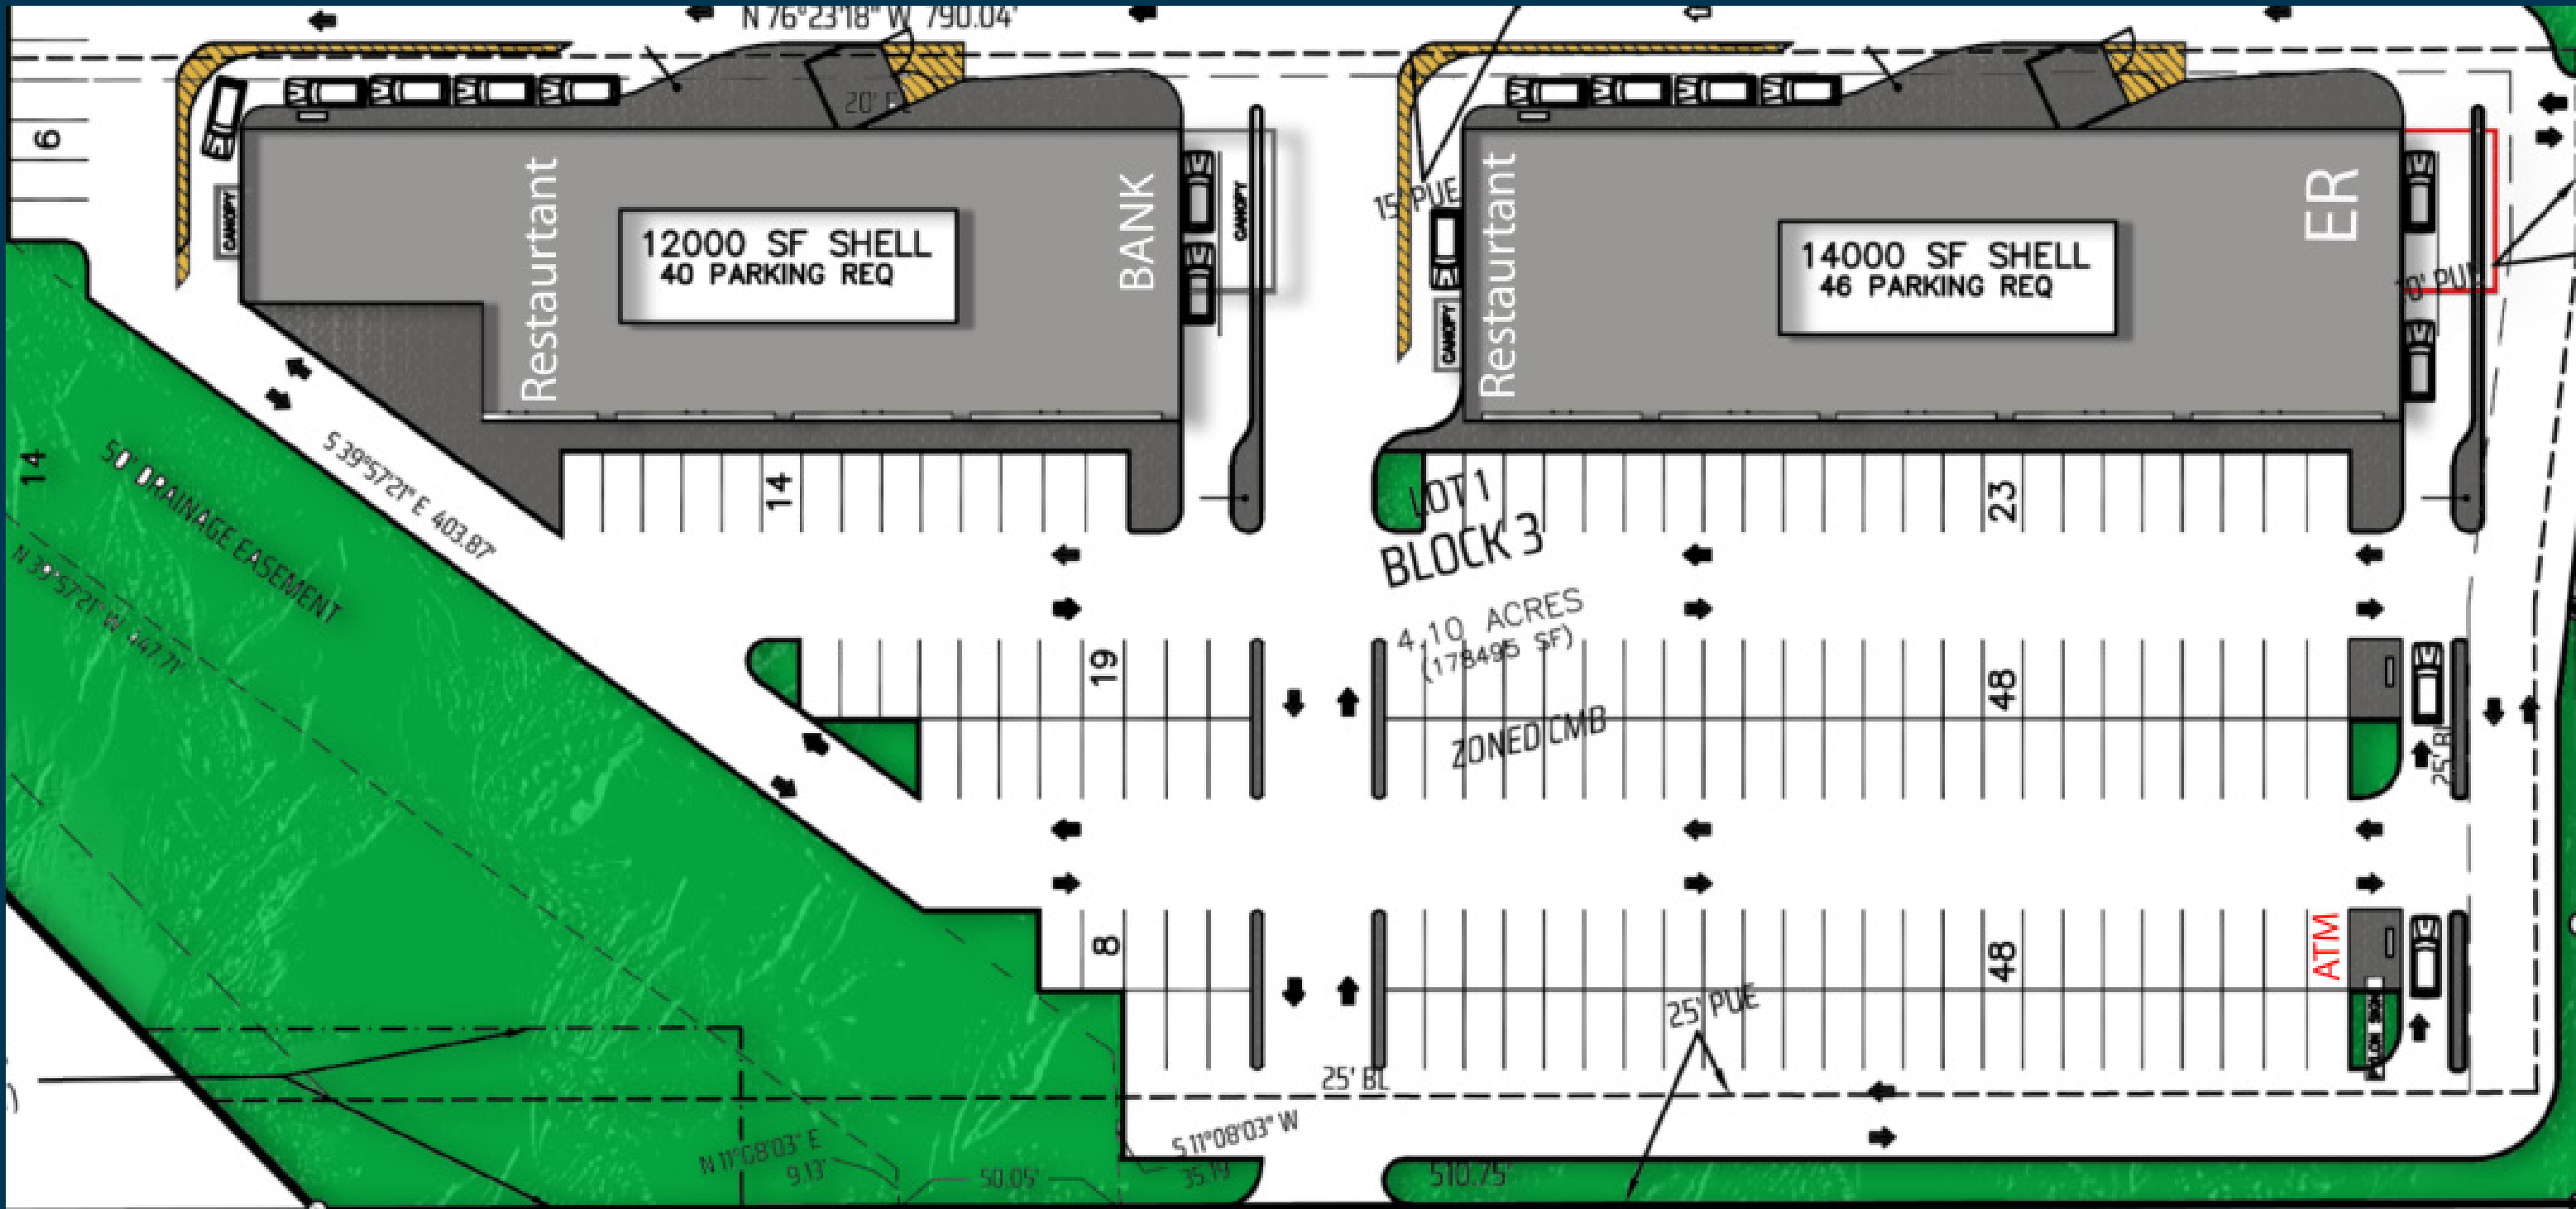 N 76°23'18" W 790.04'
20'
6
CANOPY
Restaurtant
12000 SF SHELL
40 PARKING REQ
BANK
CANOPY
15' PUE
CANOPY
Restaurtant
14000 SF SHELL
46 PARKING REQ
ER
PUE
14
50' DRAINAGE EASEMENT
S 39°57'21" E 403.87'
N 39°57'21" W 447.71'
14
LOT 1
BLOCK 3
4.10 ACRES
(178495 SF)
ZONED CMB
23
19
48
25' BL
8
48
ATM
SIGN
25' PUE
25' BL
N 11°08'03" E
9.13'
50.05'
S 11°08'03" W
35.19
510.75'